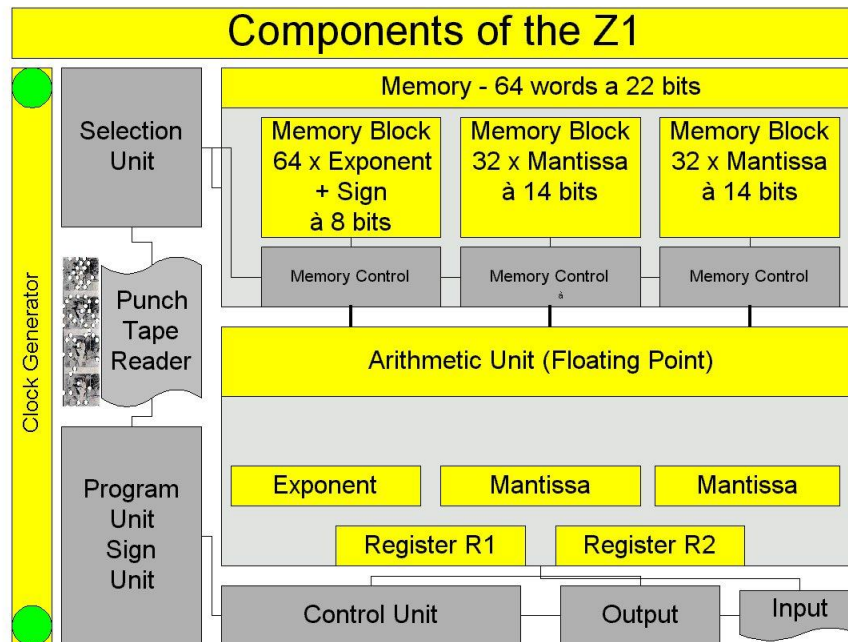 Components of the Z1
Clock Generator
Selection
Unit
Punch
Tape
Reader
Program
Unit
Sign
Unit
Memory - 64 words a 22 bits
Memory Block
64 x Exponent
+ Sign
à 8 bits
Memory Block
32 x Mantissa
à 14 bits
Memory Block
32 x Mantissa
à 14 bits
Memory Control
Memory Control
à
Memory Control
Arithmetic Unit (Floating Point)
Exponent
Mantissa
Mantissa
Register R1
Register R2
Control Unit
Output
Input